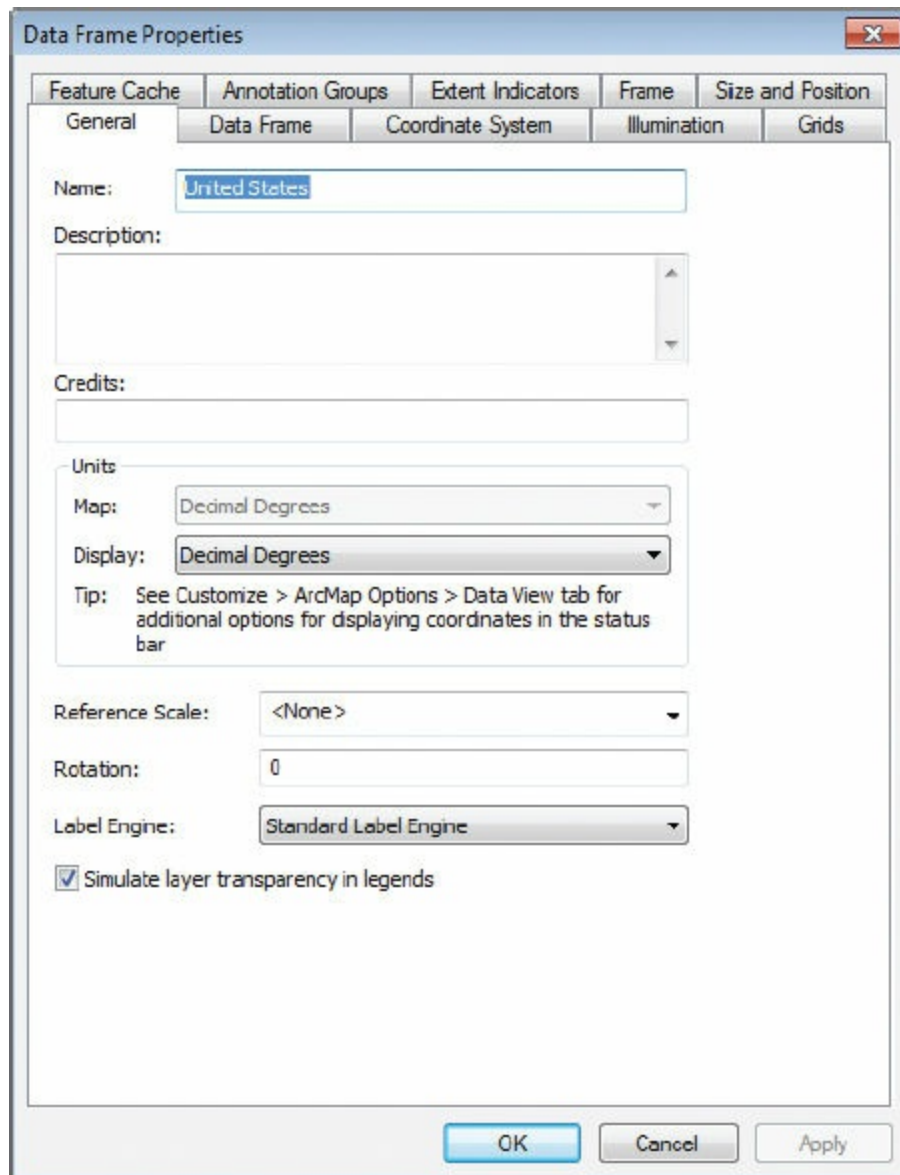 Data Frame Properties
Feature Cache Annotation Groups Extent Indicators Frame Size and Position
General Data Frame Coordinate System Illumination Grids
Name: United States
Description:
Credits:
Units
Map: Decimal Degrees
Display: Decimal Degrees
Tip: See Customize > ArcMap Options > Data View tab for
additional options for displaying coordinates in the status
bar
Reference Scale: <None>
Rotation: 0
Label Engine: Standard Label Engine
Simulate layer transparency in legends
OK Cancel Apply